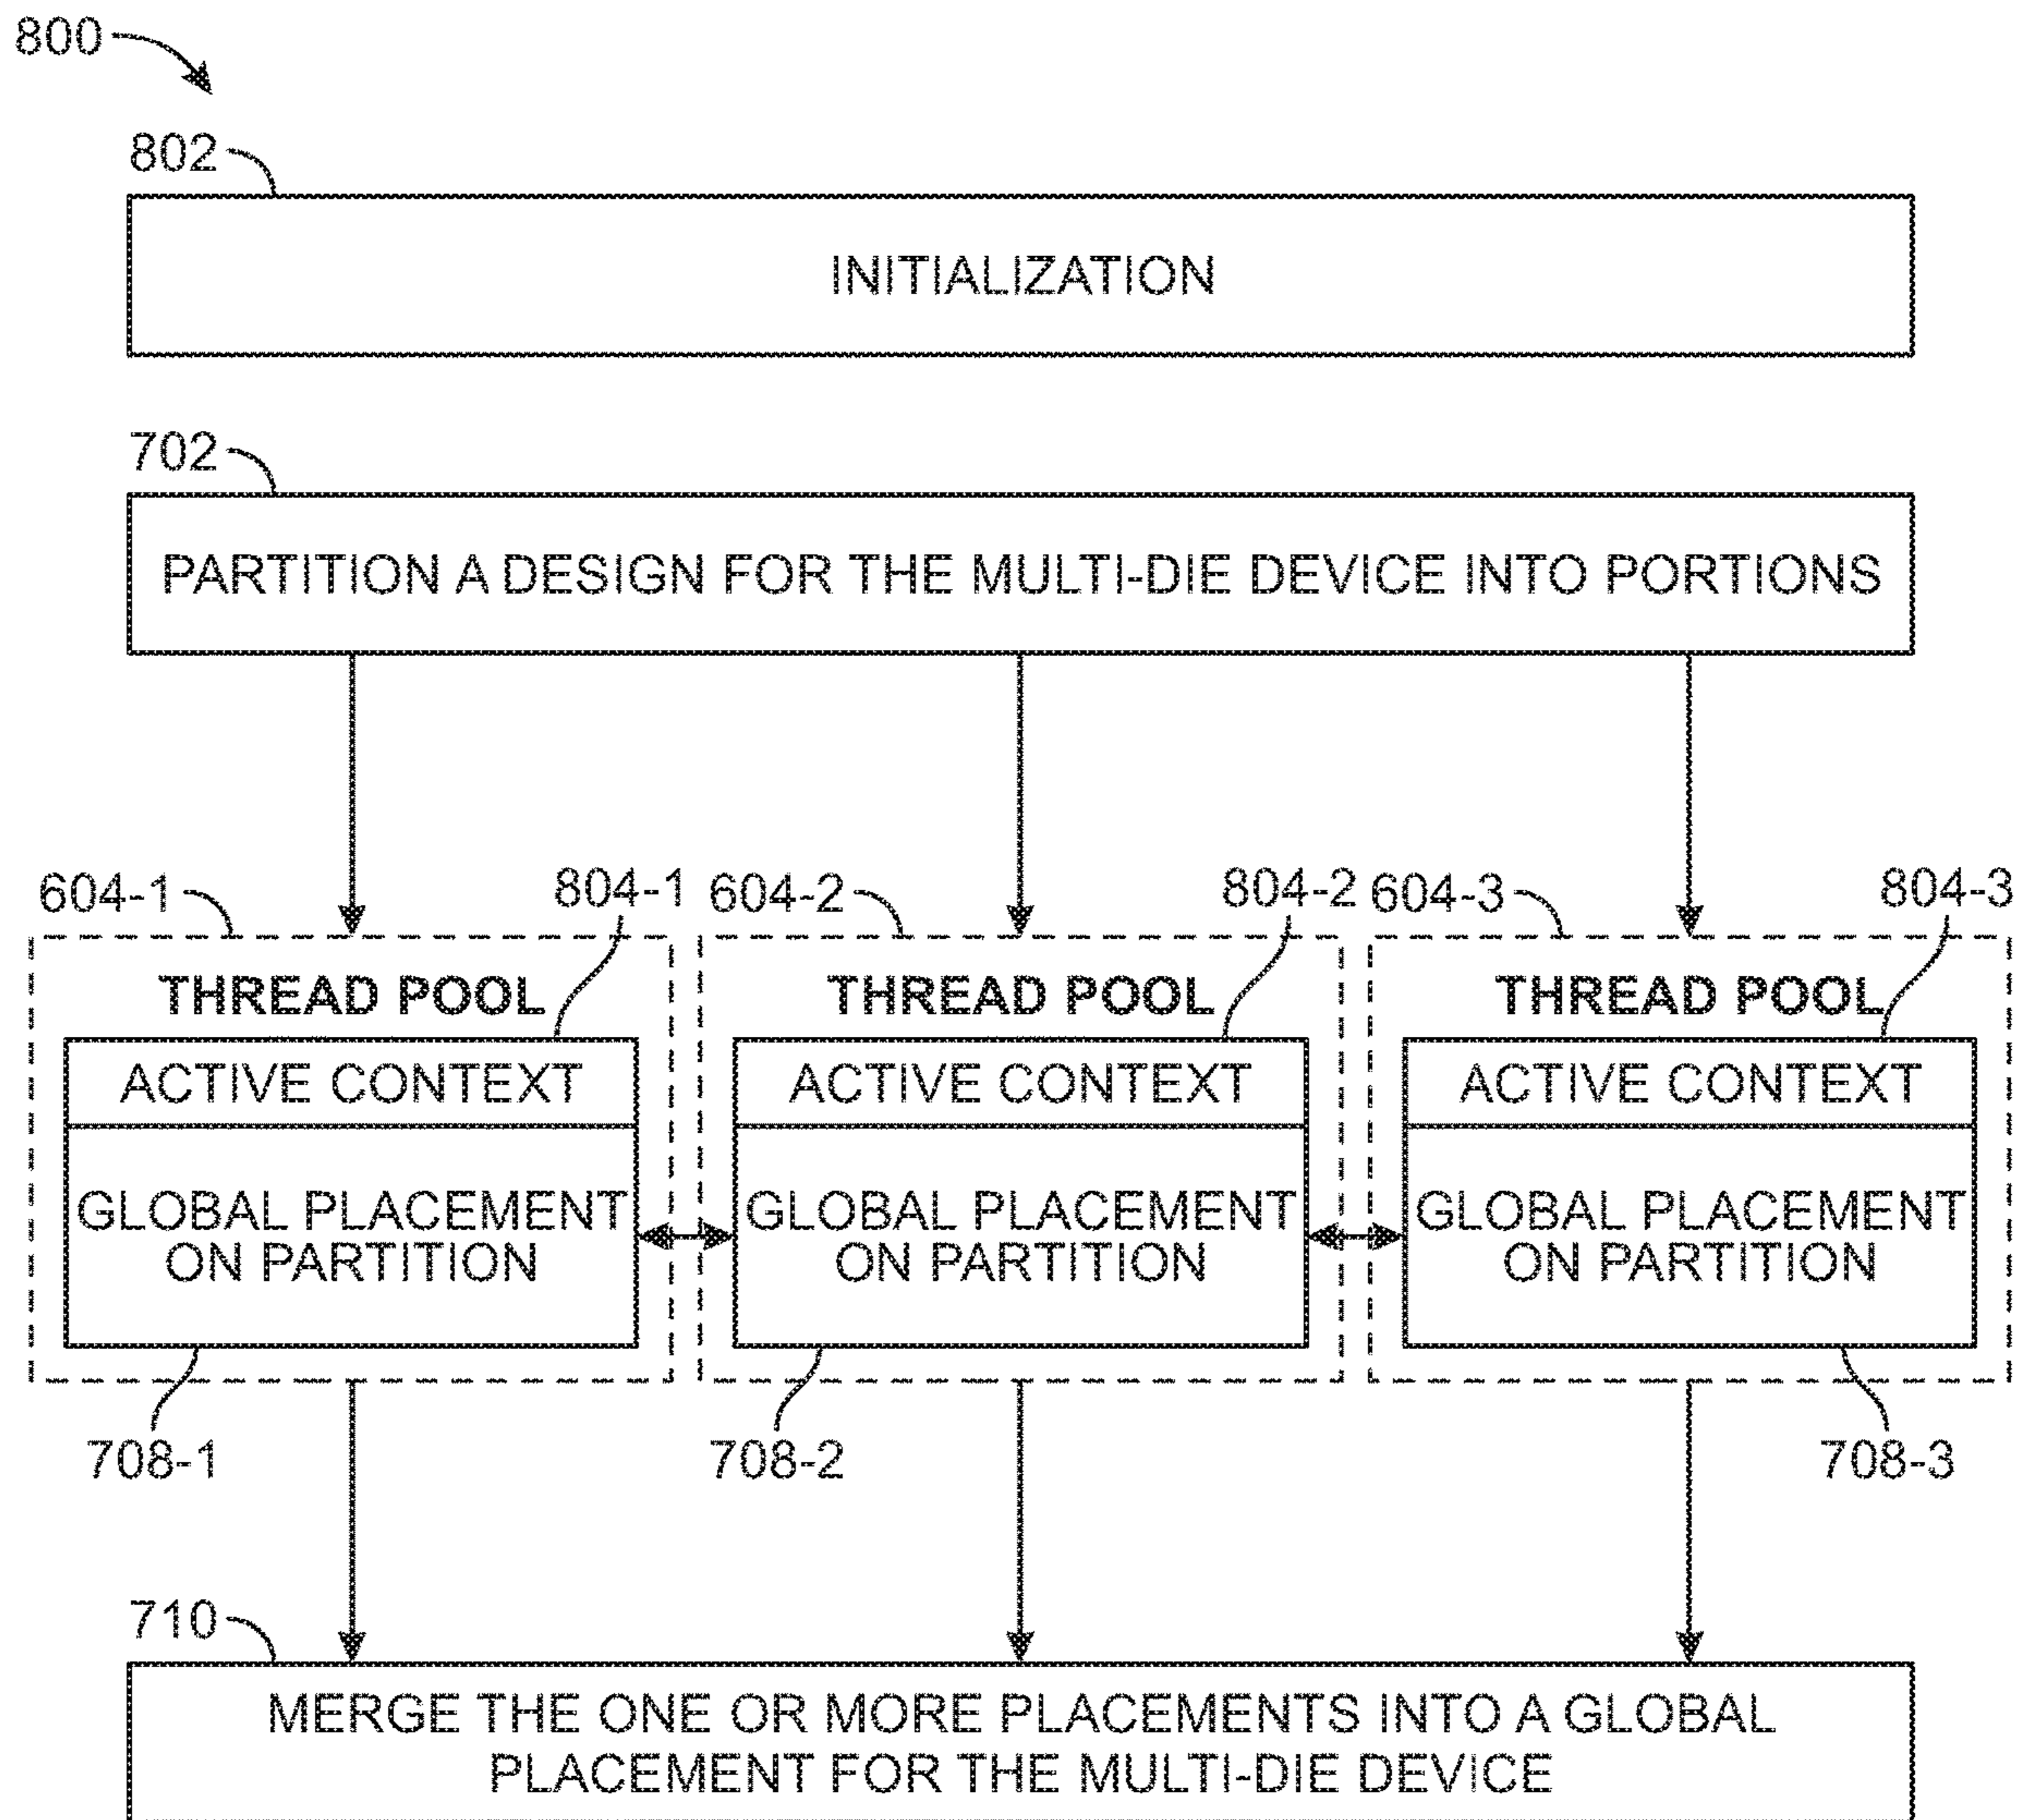 800
802
INITIALIZATION
702
PARTITION A DESIGN FOR THE MULTI-DIE DEVICE INTO PORTIONS
604-1
804-1
604-2
804-2
604-3
804-3
THREAD POOL
ACTIVE CONTEXT
GLOBAL PLACEMENT
ON PARTITION
THREAD POOL
ACTIVE CONTEXT
GLOBAL PLACEMENT
ON PARTITION
THREAD POOL
ACTIVE CONTEXT
GLOBAL PLACEMENT
ON PARTITION
708-1
708-2
708-3
710
MERGE THE ONE OR MORE PLACEMENTS INTO A GLOBAL
PLACEMENT FOR THE MULTI-DIE DEVICE